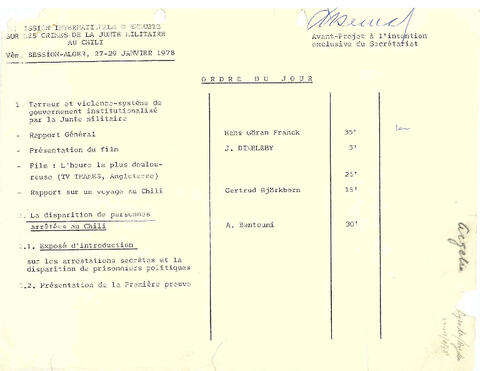 ISSION INTERNATIONALE D'ENQUETE
SUR LES CRIMES DE LA JUNTE MILITAIRE
AU CHILI
Vème SESSION-ALGER, 27-29 JANVIER 1978
Avant-Projet à l'intention
exclusive du Secrétariat
ORDRE DU JOUR
1. Terreur et violence-système de
gouvernement institutionalisé
par la Junte militaire
- Rapport Général Hans Göran Franck 35'
- Présentation du film J. DIMBLEBY 5'
- Film : L'heure la plus doulou-
reuse (TV THAMES, Angleterre) 25'
- Rapport sur un voyage au Chili Gertrud Björkborn 15'
2. La disparition de personnes
arrêtées au Chili A. Bentoumi 30'
2.1. Exposé d'introduction
sur les arrestations secrètes et la
disparition de prisonniers politiques
2.2. Présentation de la Première preuve
Argelia